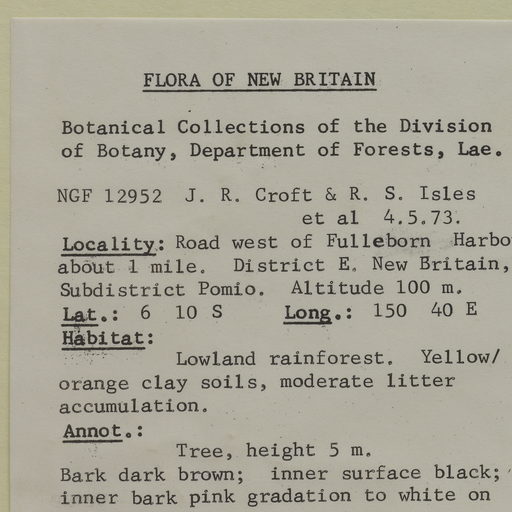 FLORA OF NEW BRITAIN
Botanical Collections of the Division
of Botany, Department of Forests, Lae.
NGF 12952 J. R. Croft & R. S. Isles
et al 4.5.73.
Locality: Road west of Fulleborn Harbo
about 1 mile. District E. New Britain,
Subdistrict Pomio. Altitude 100 m.
Lat.: 6 10 S Long.: 150 40 E
Habitat:
Lowland rainforest. Yellow/
orange clay soils, moderate litter
accumulation.
Annot.:
Tree, height 5 m.
Bark dark brown; inner surface black;
inner bark pink gradation to white on